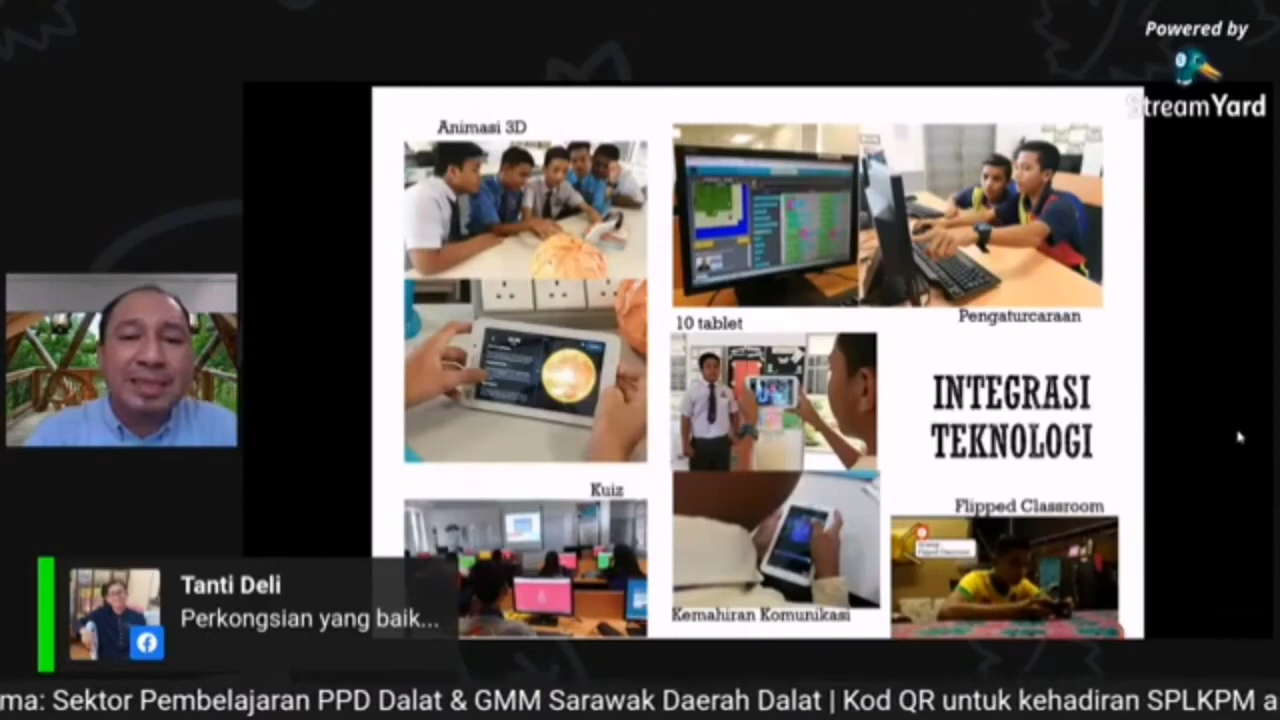 Powered by
StreamYard
Animasi 3D
10 tablet
Pengaturcaraan
INTEGRASI
TEKNOLOGI
Kuiz
Flipped Classroom
Kemahiran Komunikasi
Tanti Deli
Perkongsian yang baik...
ma: Sektor Pembelajaran PPD Dalat & GMM Sarawak Daerah Dalat | Kod QR untuk kehadiran SPLKPM a